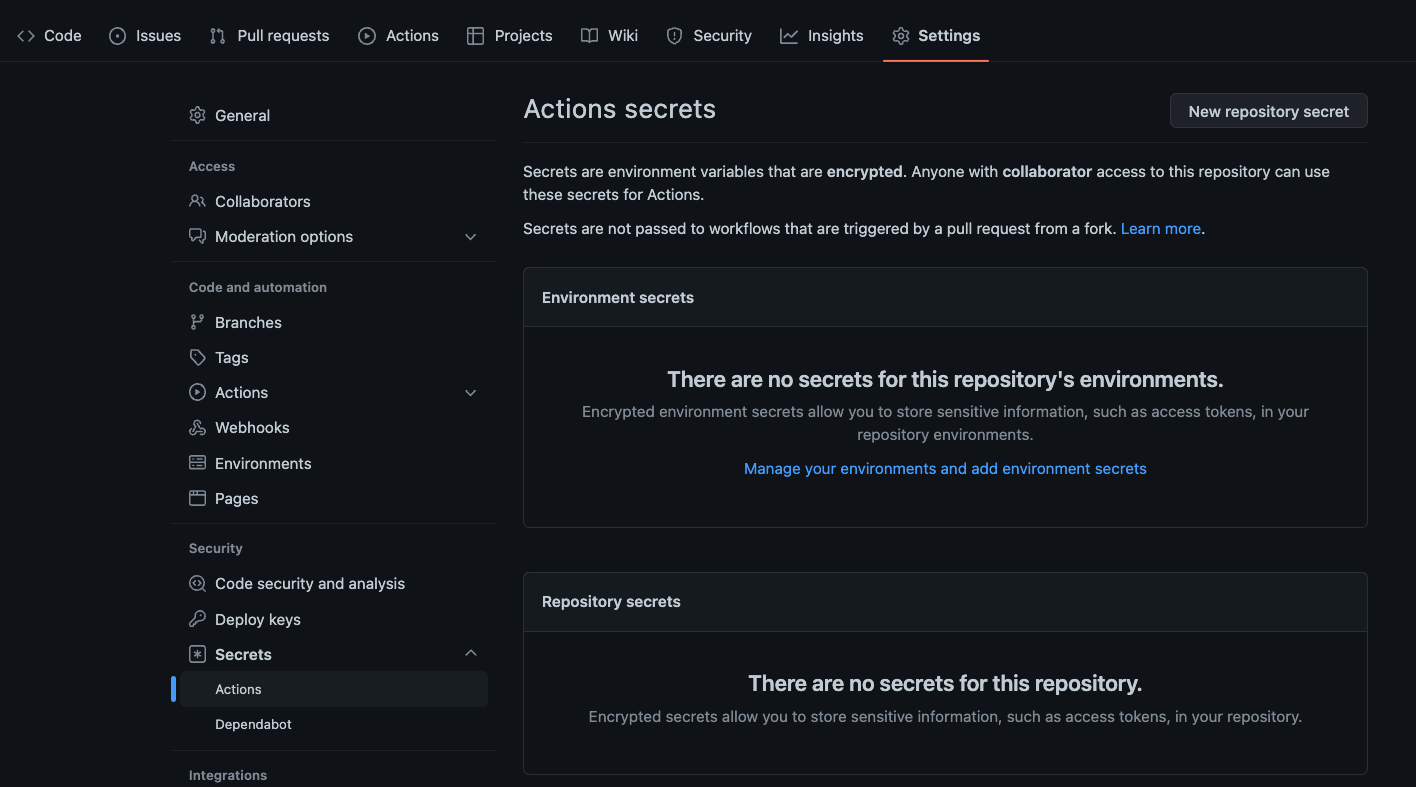 Code
Issues
Pull requests
Actions
Projects
Wiki
Security
Insights
Settings
General
Access
Collaborators
Moderation options
Code and automation
Branches
Tags
Actions
Webhooks
Environments
Pages
Security
Code security and analysis
Deploy keys
Secrets
Actions
Dependabot
Integrations
Actions secrets
New repository secret
Secrets are environment variables that are encrypted. Anyone with collaborator access to this repository can use
these secrets for Actions.
Secrets are not passed to workflows that are triggered by a pull request from a fork. Learn more.
Environment secrets
There are no secrets for this repository's environments.
Encrypted environment secrets allow you to store sensitive information, such as access tokens, in your
repository environments.
Manage your environments and add environment secrets
Repository secrets
There are no secrets for this repository.
Encrypted secrets allow you to store sensitive information, such as access tokens, in your repository.